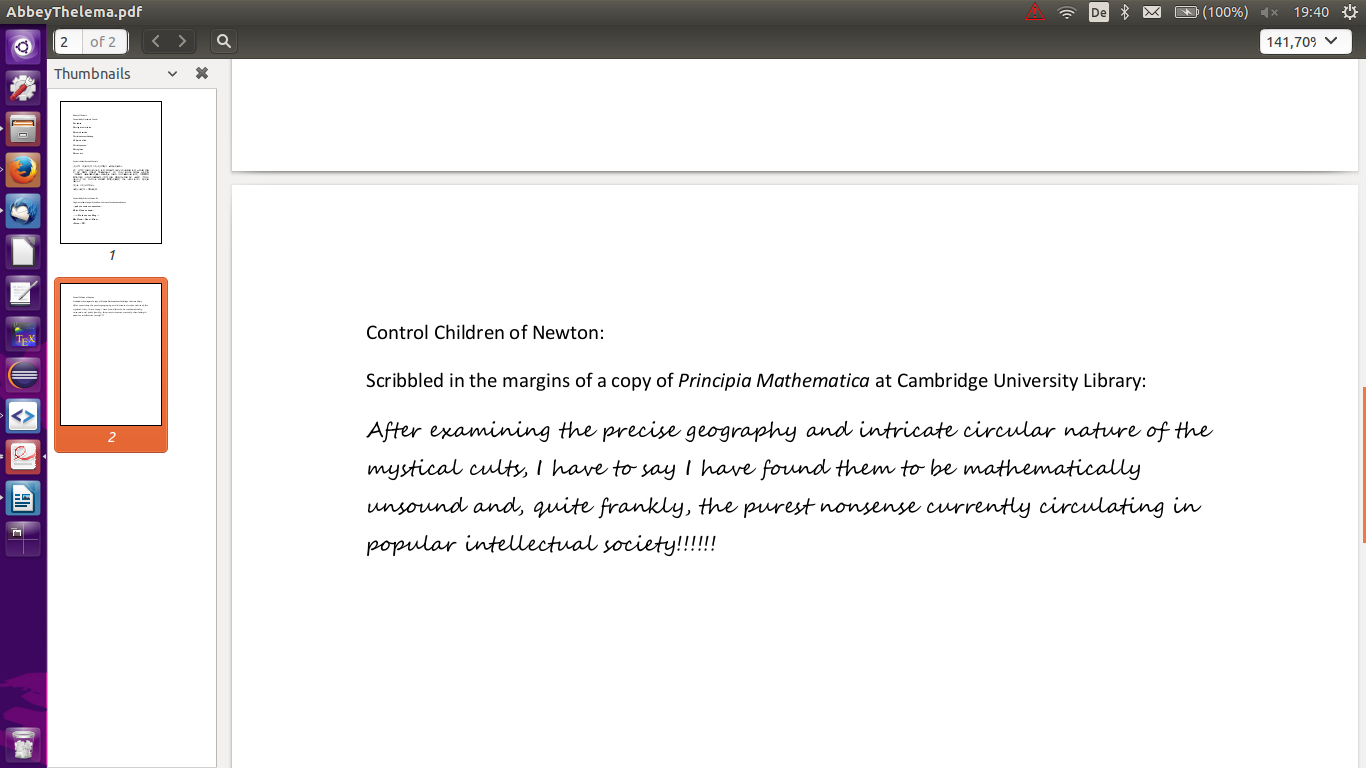 AbbeyThelema.pdf
De
(100%)
19:40
2
of 2
141,70%
Thumbnails
1
2
Control Children of Newton:
Scribbled in the margins of a copy of Principia Mathematica at Cambridge University Library:
After examining the precise geography and intricate circular nature of the
mystical cults, I have to say I have found them to be mathematically
unsound and, quite frankly, the purest nonsense currently circulating in
popular intellectual society!!!!!!